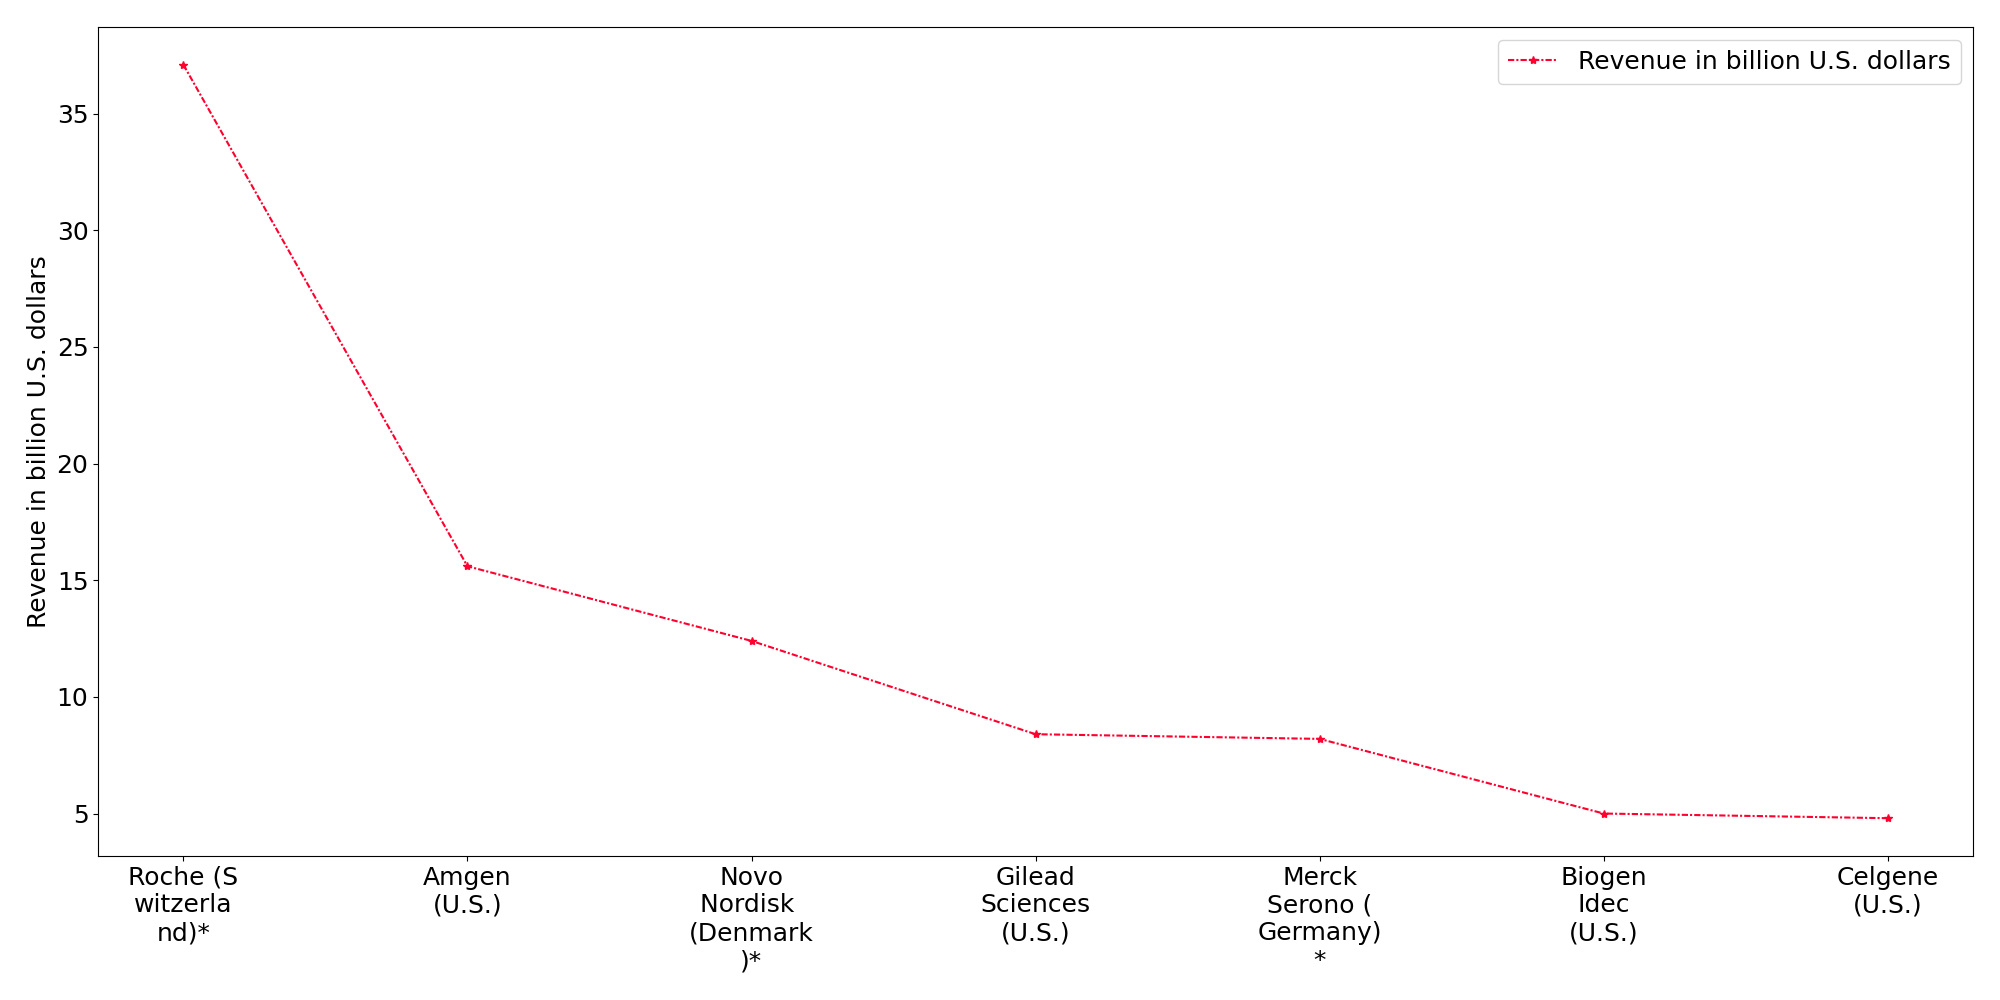 Revenue in billion U.S. dollars
35
30
25
20
15
10
5
Revenue in billion U.S. dollars
Roche (S
witzerla
nd)*
Amgen
(U.S.)
Novo
Nordisk
(Denmark
)*
Gilead
Sciences
(U.S.)
Merck
Serono (
Germany)
*
Biogen
Idec
(U.S.)
Celgene
(U.S.)